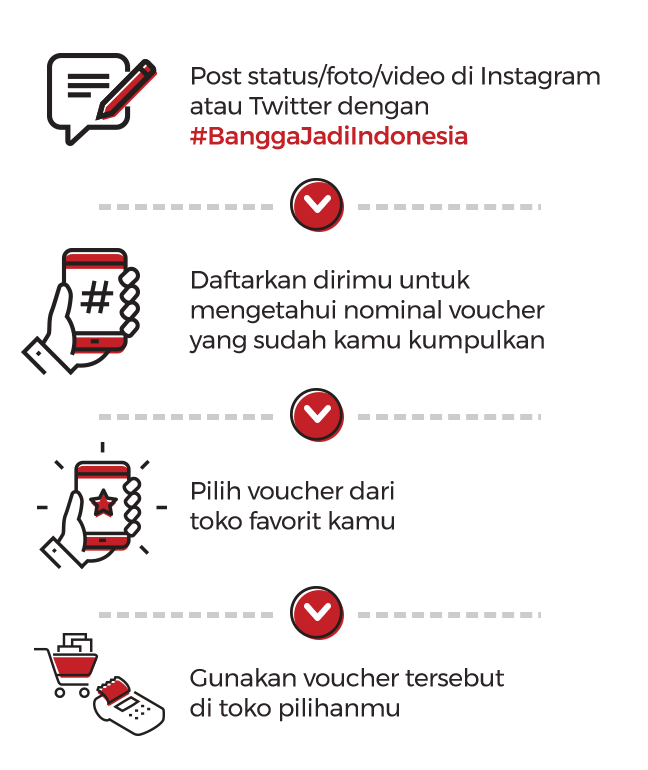 Post status/foto/video di Instagram
atau Twitter dengan
#BanggaJadiIndonesia
#
Daftarkan dirimu untuk
mengetahui nominal voucher
yang sudah kamu kumpulkan
Pilih voucher dari
toko favorit kamu
Gunakan voucher tersebut
di toko pilihanmu